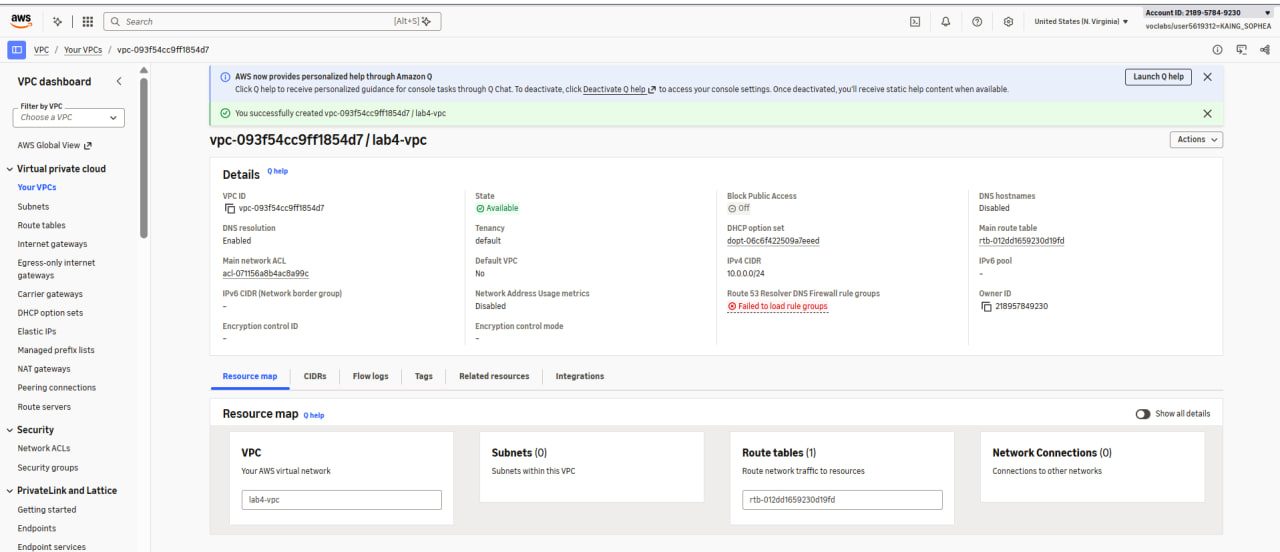 aws
Search [Alt+S]
United States (N. Virginia)
Account ID: 2189-5784-9230
voclabs/user5619312=KAING_SOPHEA
VPC / Your VPCs / vpc-093f54cc9ff1854d7
VPC dashboard
Filter by VPC
Choose a VPC
AWS Global View
Virtual private cloud
Your VPCs
Subnets
Route tables
Internet gateways
Egress-only internet
gateways
Carrier gateways
DHCP option sets
Elastic IPs
Managed prefix lists
NAT gateways
Peering connections
Route servers
Security
Network ACLs
Security groups
PrivateLink and Lattice
Getting started
Endpoints
Endpoint services
AWS now provides personalized help through Amazon Q
Click Q help to receive personalized guidance for console tasks through Q Chat. To deactivate, click Deactivate Q help to access your console settings. Once deactivated, you'll receive static help content when available.
Launch Q help
You successfully created vpc-093f54cc9ff1854d7 / lab4-vpc
vpc-093f54cc9ff1854d7 / lab4-vpc
Actions
Details Q help
VPC ID
vpc-093f54cc9ff1854d7
State
Available
Block Public Access
Off
DNS hostnames
Disabled
DNS resolution
Enabled
Tenancy
default
DHCP option set
dopt-06c6f422509a7eeed
Main route table
rtb-012dd1659230d19fd
Main network ACL
acl-071156a8b4ac8a99c
Default VPC
No
IPv4 CIDR
10.0.0.0/24
IPv6 pool
–
IPv6 CIDR (Network border group)
–
Network Address Usage metrics
Disabled
Route 53 Resolver DNS Firewall rule groups
Failed to load rule groups
Owner ID
218957849230
Encryption control ID
–
Encryption control mode
–
Resource map CIDRs Flow logs Tags Related resources Integrations
Resource map Q help
Show all details
VPC
Your AWS virtual network
lab4-vpc
Subnets (0)
Subnets within this VPC
Route tables (1)
Route network traffic to resources
rtb-012dd1659230d19fd
Network Connections (0)
Connections to other networks